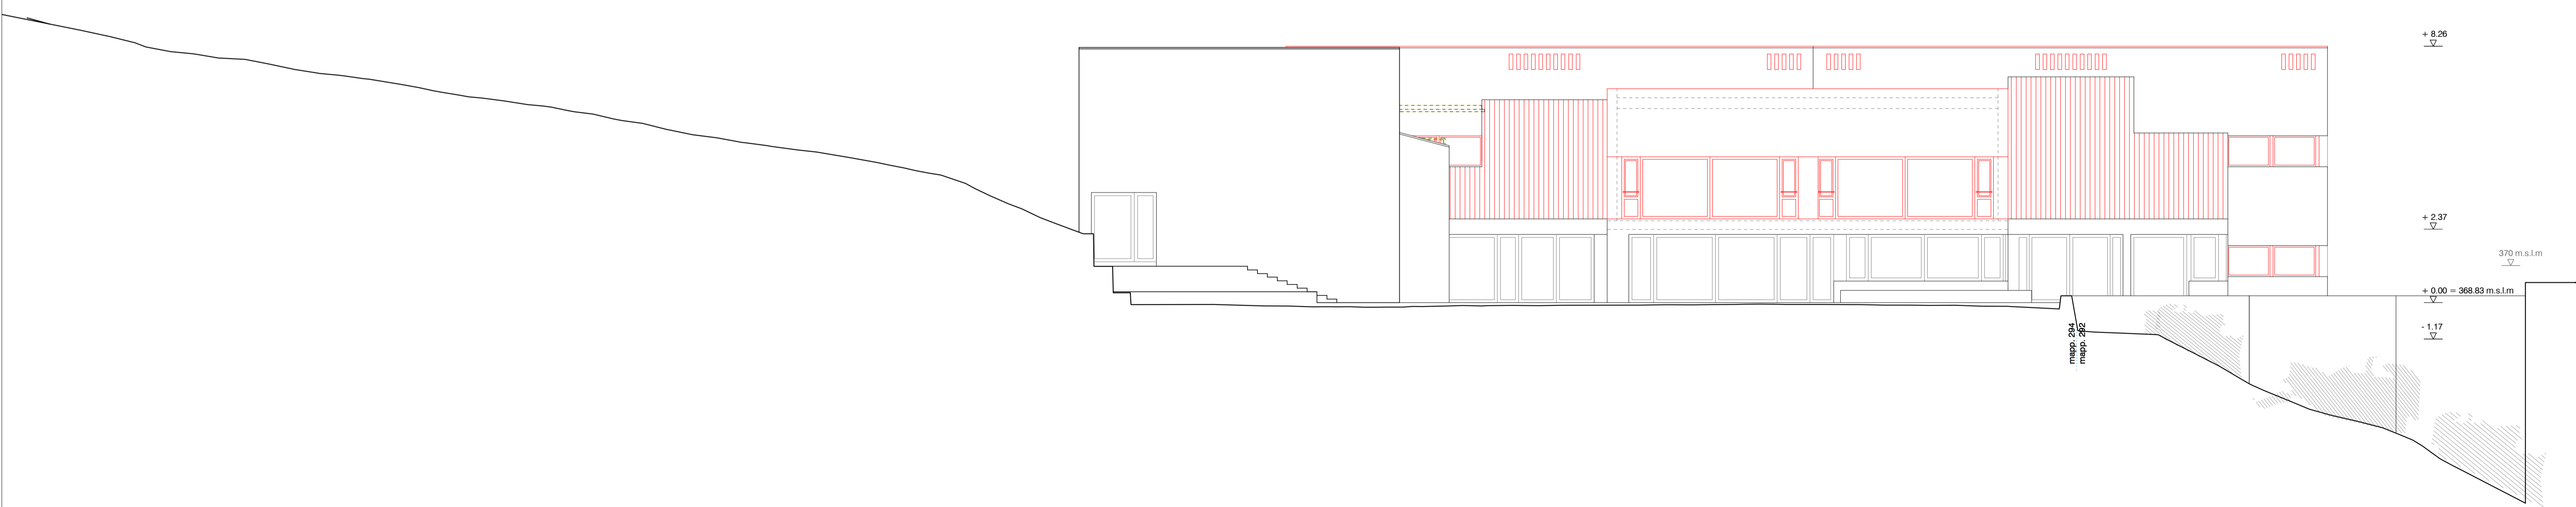 + 8.26
+ 2.37
370 m.s.l.m
+ 0.00 = 368.83 m.s.l.m
- 1.17
mapp. 294
mapp. 292